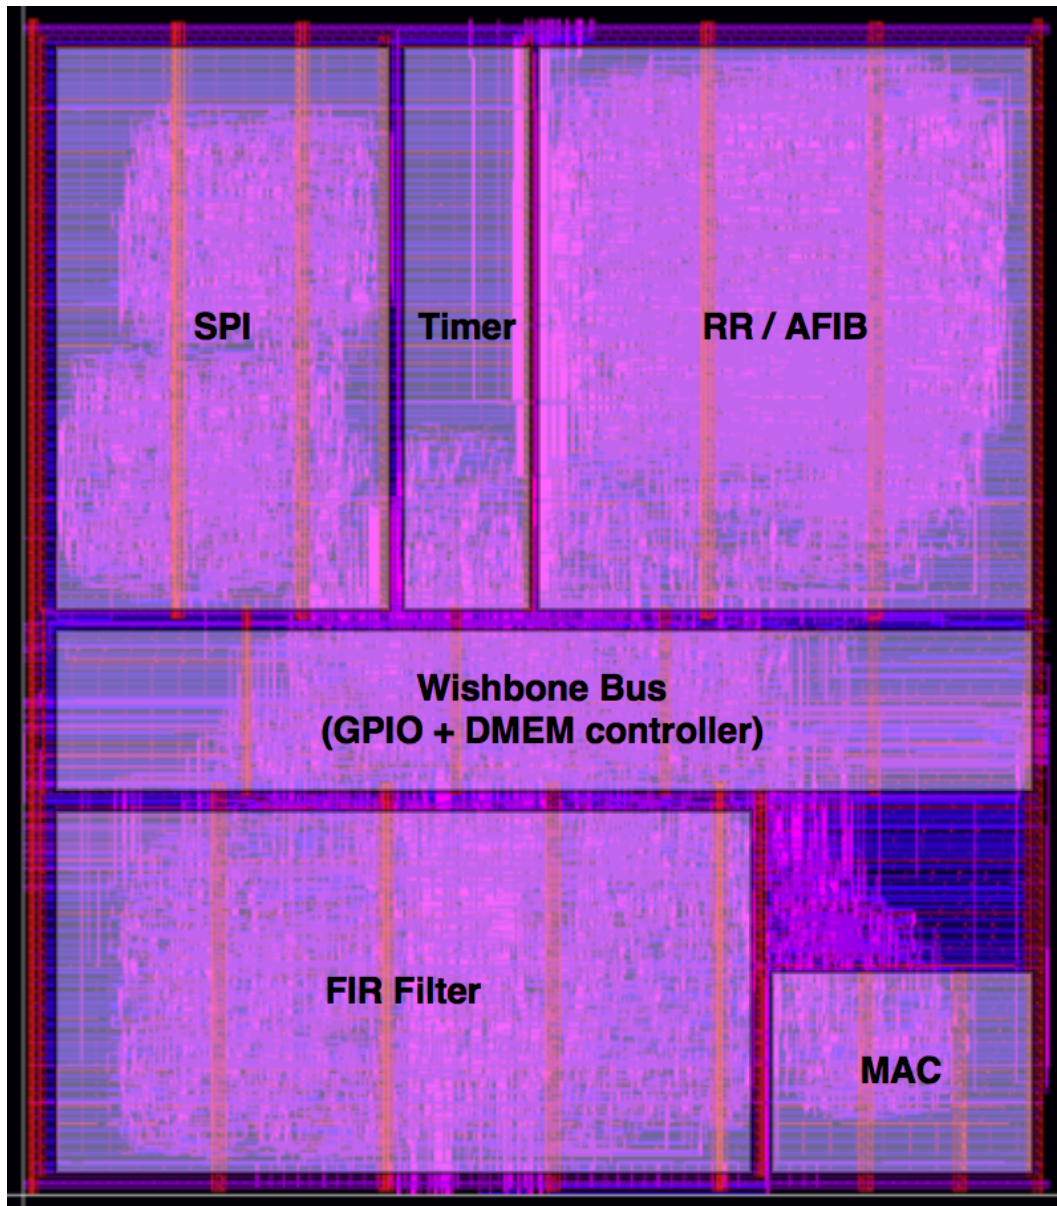 SPI
Timer
RR / AFIB
Wishbone Bus
(GPIO + DMEM controller)
FIR Filter
MAC